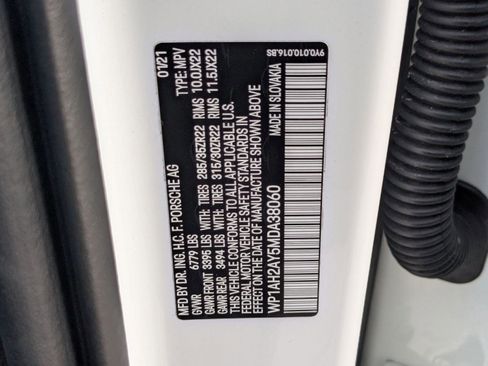 9Y0.010.016.LBS
MFD BY DR. ING. H.C. F. PORSCHE AG 01/21
GVWR 6779 LBS TYPE: MPV
GAWR FRONT 3395 LBS WITH: TIRES 285/35ZR22 RIMS 10.0JX22
GAWR REAR 3494 LBS WITH: TIRES 315/30ZR22 RIMS 11.5JX22
THIS VEHICLE CONFORMS TO ALL APPLICABLE U.S.
FEDERAL MOTOR VEHICLE SAFETY STANDARDS IN
EFFECT ON THE DATE OF MANUFACTURE SHOWN ABOVE
WP1AH2AY5MDA38060 MADE IN SLOVAKIA